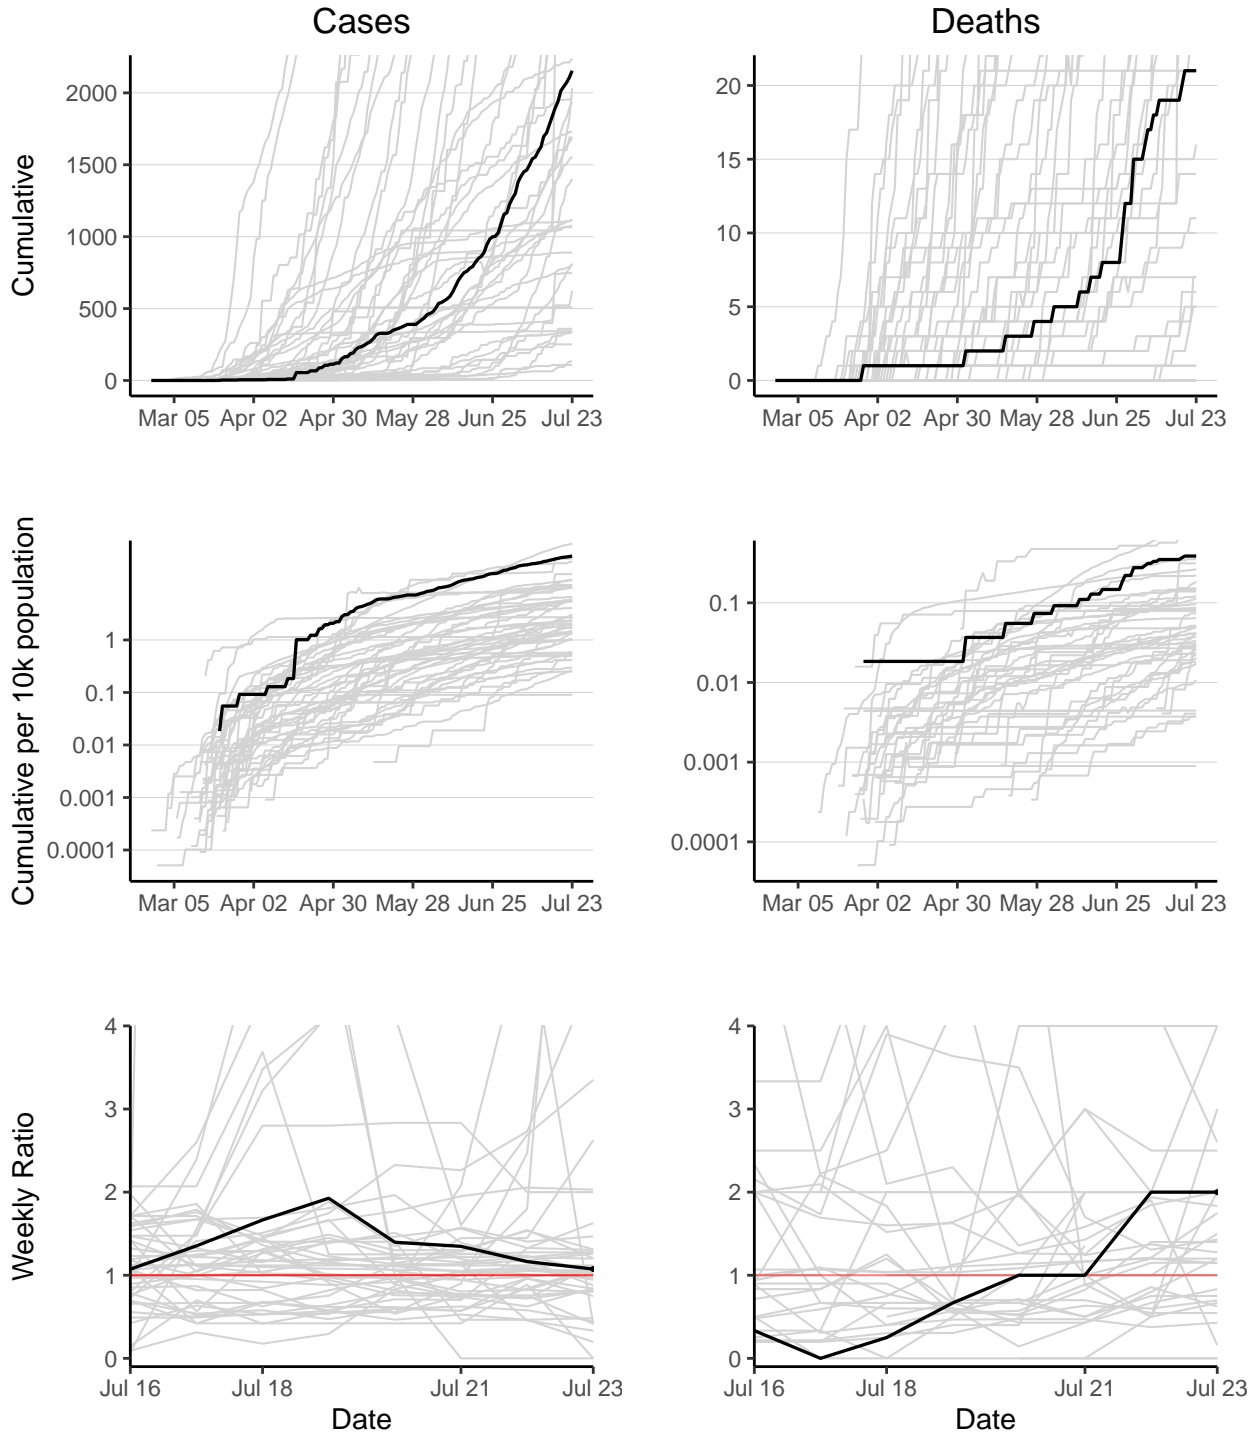 Cases
Deaths
Cumulative
2000
1500
1000
500
0
Mar 05 Apr 02 Apr 30 May 28 Jun 25 Jul 23
20
15
10
5
0
Mar 05 Apr 02 Apr 30 May 28 Jun 25 Jul 23
Cumulative per 10k population
1
0.1
0.01
0.001
0.0001
Mar 05 Apr 02 Apr 30 May 28 Jun 25 Jul 23
0.1
0.01
0.001
0.0001
Mar 05 Apr 02 Apr 30 May 28 Jun 25 Jul 23
Weekly Ratio
4
3
2
1
0
Jul 16 Jul 18 Jul 21 Jul 23
Date
4
3
2
1
0
Jul 16 Jul 18 Jul 21 Jul 23
Date